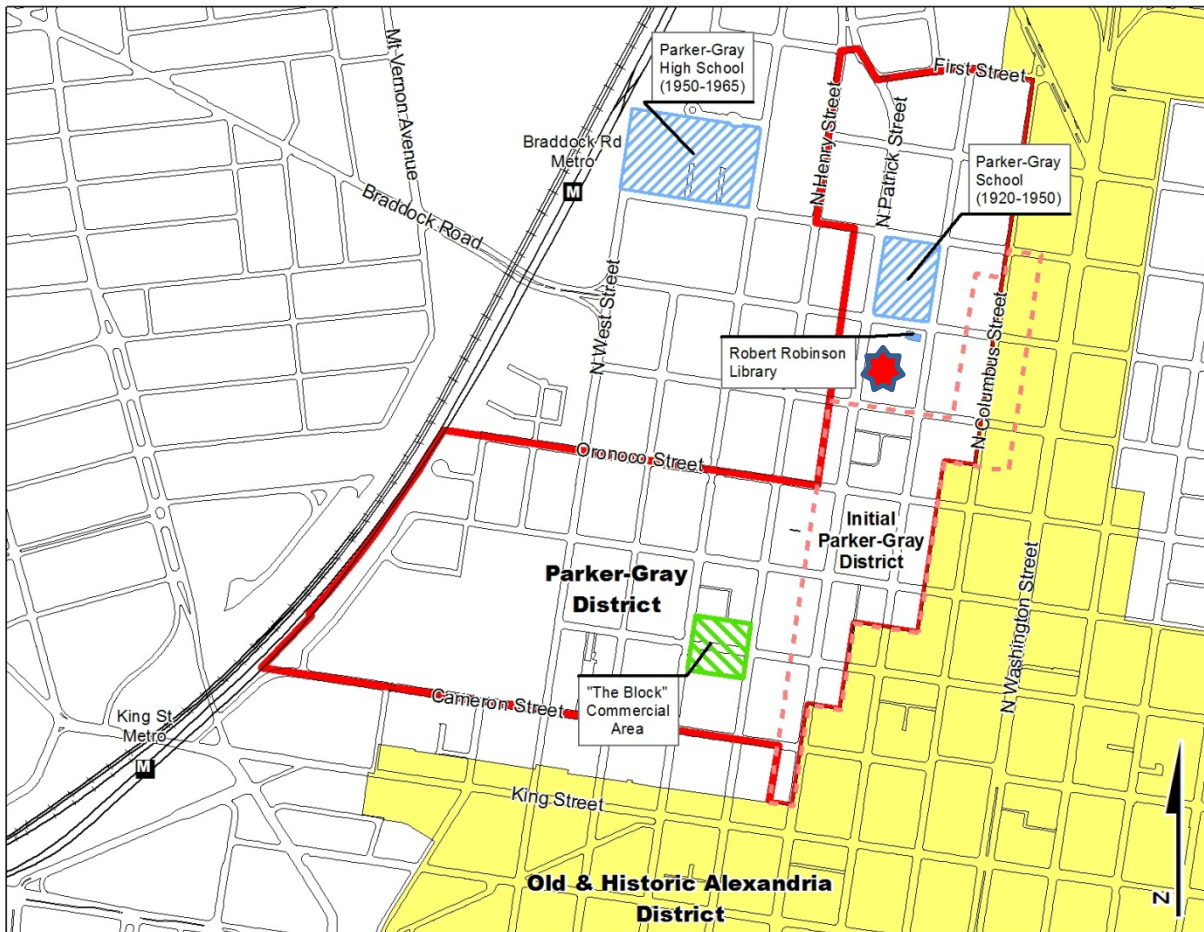 Mt Vernon Avenue
Parker-Gray
High School
(1950-1965)
First Street
Braddock Rd
Metro
M
N Henry Street
N Patrick Street
Parker-Gray
School
(1920-1950)
Braddock Road
N West Street
Robert Robinson
Library
N Columbus Street
Oronoco Street
Initial
Parker-Gray
District
Parker-Gray
District
N Washington Street
"The Block"
Commercial
Area
Cameron Street
King St
Metro
M
King Street
Old & Historic Alexandria
District
N